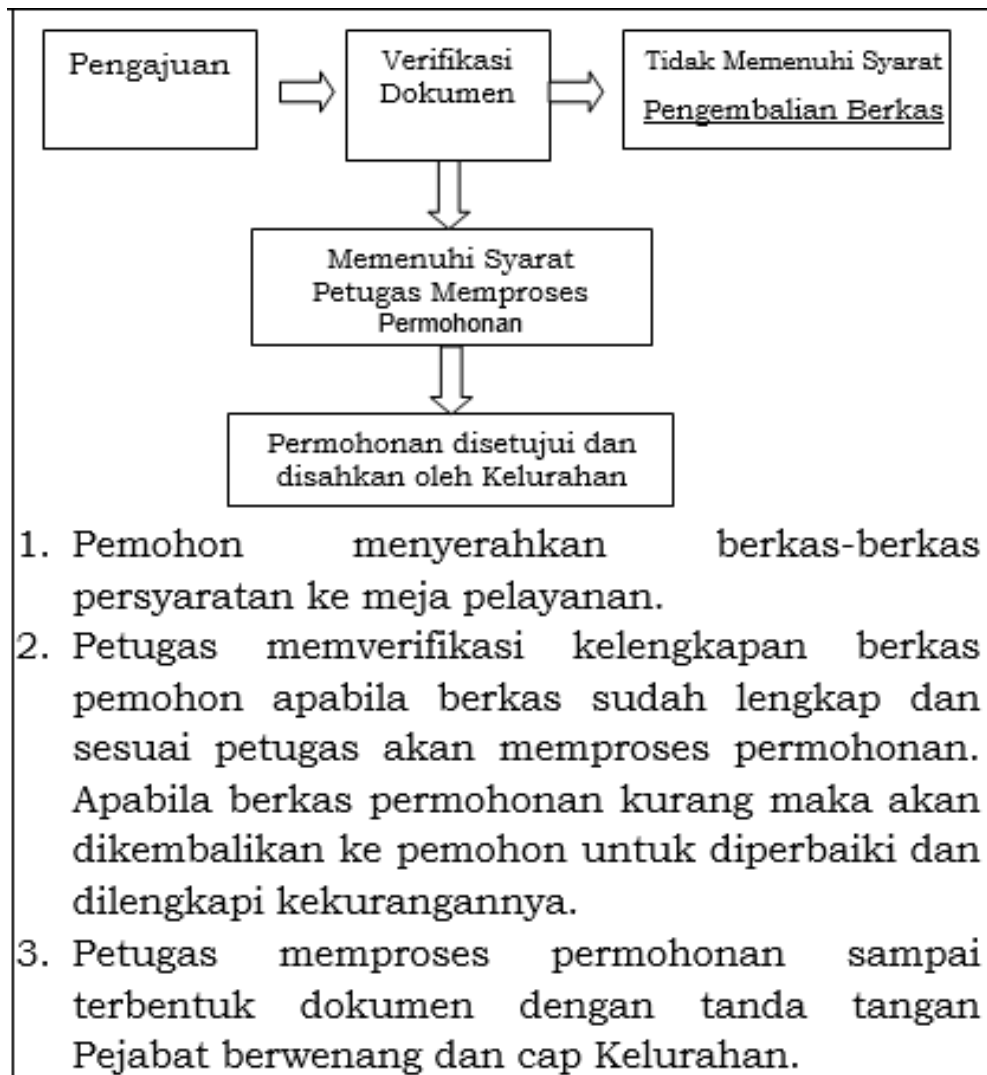 Pengajuan
Verifikasi
Dokumen
Tidak Memenuhi Syarat
Pengembalian Berkas
Memenuhi Syarat
Petugas Memproses
Permohonan
Permohonan disetujui dan
disahkan oleh Kelurahan
1. Pemohon menyerahkan berkas-berkas
persyaratan ke meja pelayanan.
2. Petugas memverifikasi kelengkapan berkas
pemohon apabila berkas sudah lengkap dan
sesuai petugas akan memproses permohonan.
Apabila berkas permohonan kurang maka akan
dikembalikan ke pemohon untuk diperbaiki dan
dilengkapi kekurangannya.
3. Petugas memproses permohonan sampai
terbentuk dokumen dengan tanda tangan
Pejabat berwenang dan cap Kelurahan.